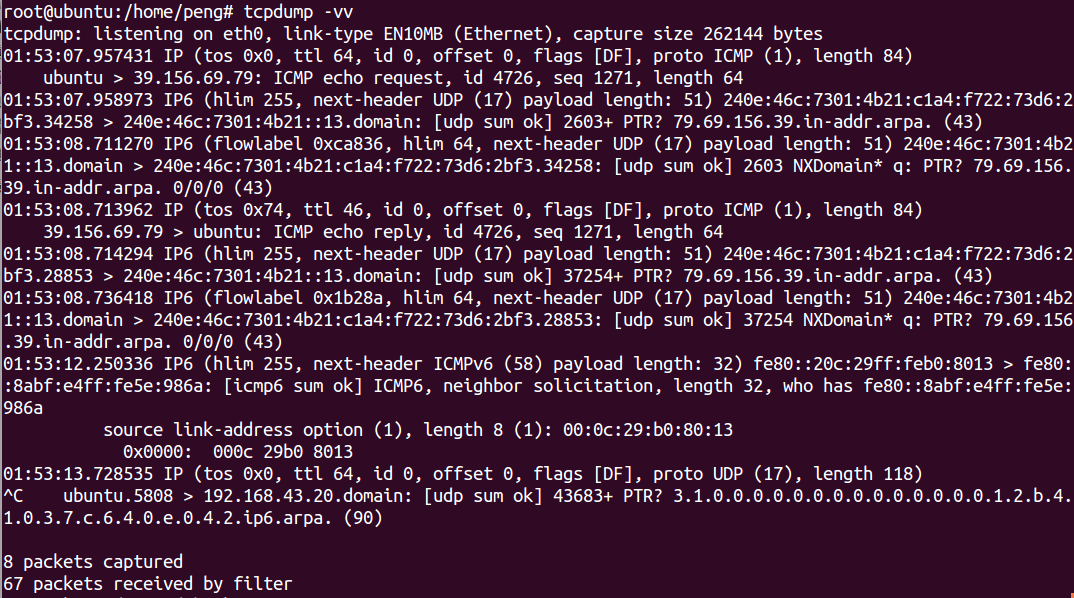 root@ubuntu:/home/peng# tcpdump -vv
tcpdump: listening on eth0, link-type EN10MB (Ethernet), capture size 262144 bytes
01:53:07.957431 IP (tos 0x0, ttl 64, id 0, offset 0, flags [DF], proto ICMP (1), length 84)
    ubuntu > 39.156.69.79: ICMP echo request, id 4726, seq 1271, length 64
01:53:07.958973 IP6 (hlim 255, next-header UDP (17) payload length: 51) 240e:46c:7301:4b21:c1a4:f722:73d6:2
bf3.34258 > 240e:46c:7301:4b21::13.domain: [udp sum ok] 2603+ PTR? 79.69.156.39.in-addr.arpa. (43)
01:53:08.711270 IP6 (flowlabel 0xca836, hlim 64, next-header UDP (17) payload length: 51) 240e:46c:7301:4b2
1::13.domain > 240e:46c:7301:4b21:c1a4:f722:73d6:2bf3.34258: [udp sum ok] 2603 NXDomain* q: PTR? 79.69.156.
39.in-addr.arpa. 0/0/0 (43)
01:53:08.713962 IP (tos 0x74, ttl 46, id 0, offset 0, flags [DF], proto ICMP (1), length 84)
    39.156.69.79 > ubuntu: ICMP echo reply, id 4726, seq 1271, length 64
01:53:08.714294 IP6 (hlim 255, next-header UDP (17) payload length: 51) 240e:46c:7301:4b21:c1a4:f722:73d6:2
bf3.28853 > 240e:46c:7301:4b21::13.domain: [udp sum ok] 37254+ PTR? 79.69.156.39.in-addr.arpa. (43)
01:53:08.736418 IP6 (flowlabel 0x1b28a, hlim 64, next-header UDP (17) payload length: 51) 240e:46c:7301:4b2
1::13.domain > 240e:46c:7301:4b21:c1a4:f722:73d6:2bf3.28853: [udp sum ok] 37254 NXDomain* q: PTR? 79.69.156
.39.in-addr.arpa. 0/0/0 (43)
01:53:12.250336 IP6 (hlim 255, next-header ICMPv6 (58) payload length: 32) fe80::20c:29ff:feb0:8013 > fe80:
:8abf:e4ff:fe5e:986a: [icmp6 sum ok] ICMP6, neighbor solicitation, length 32, who has fe80::8abf:e4ff:fe5e:
986a
          source link-address option (1), length 8 (1): 00:0c:29:b0:80:13
            0x0000:  000c 29b0 8013
01:53:13.728535 IP (tos 0x0, ttl 64, id 0, offset 0, flags [DF], proto UDP (17), length 118)
^C    ubuntu.5808 > 192.168.43.20.domain: [udp sum ok] 43683+ PTR? 3.1.0.0.0.0.0.0.0.0.0.0.0.0.0.0.1.2.b.4.
1.0.3.7.c.6.4.0.e.0.4.2.ip6.arpa. (90)

8 packets captured
67 packets received by filter